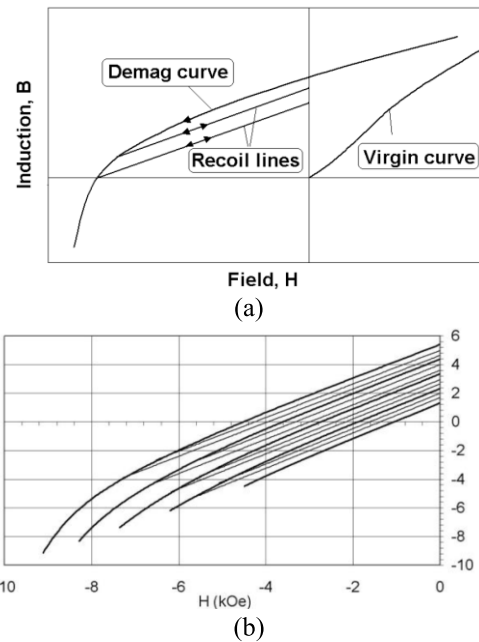 Induction, B
Demag curve
Recoil lines
Virgin curve
Field, H
(a)
6
4
2
0
-2
-4
-6
-8
-10
10 -8 -6 -4 -2 0
H (kOe)
(b)